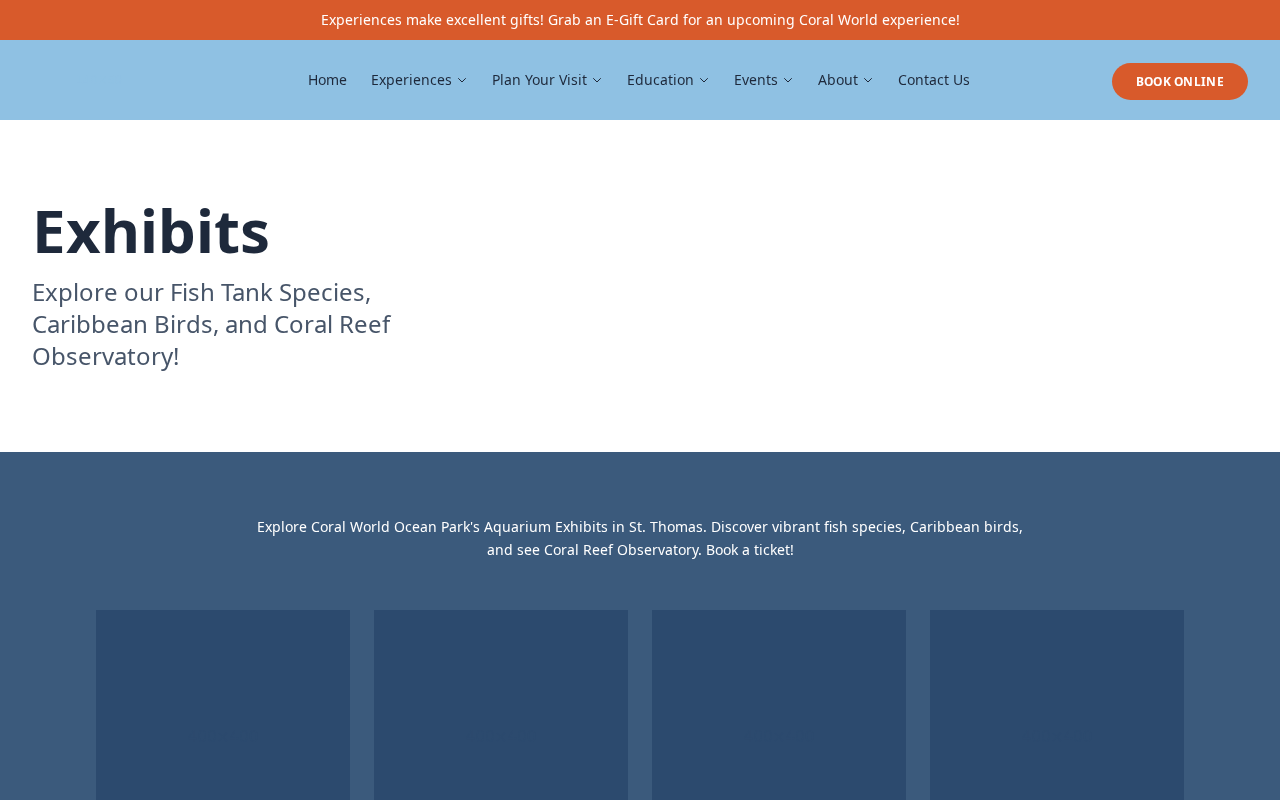 Experiences make excellent gifts! Grab an E-Gift Card for an upcoming Coral World experience!
Home Experiences Plan Your Visit Education Events About Contact Us BOOK ONLINE
Exhibits
Explore our Fish Tank Species,
Caribbean Birds, and Coral Reef
Observatory!
Explore Coral World Ocean Park's Aquarium Exhibits in St. Thomas. Discover vibrant fish species, Caribbean birds,
and see Coral Reef Observatory. Book a ticket!